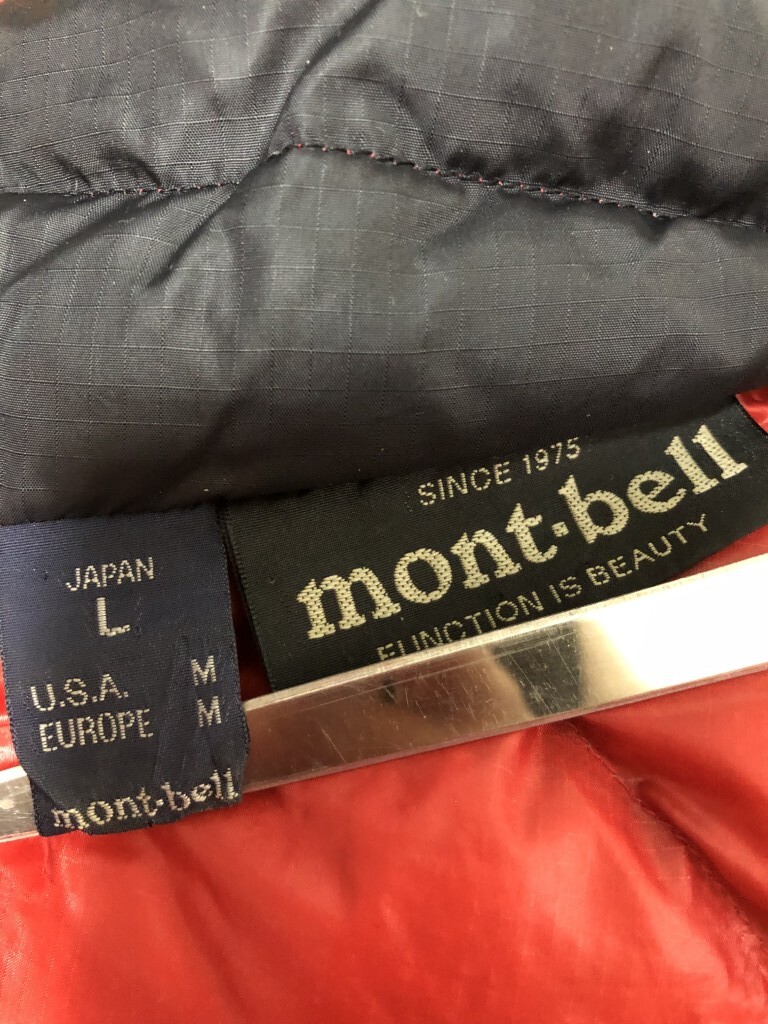 JAPAN
L
U.S.A. M
EUROPE M
mont-bell
SINCE 1975
mont-bell
FUNCTION IS BEAUTY